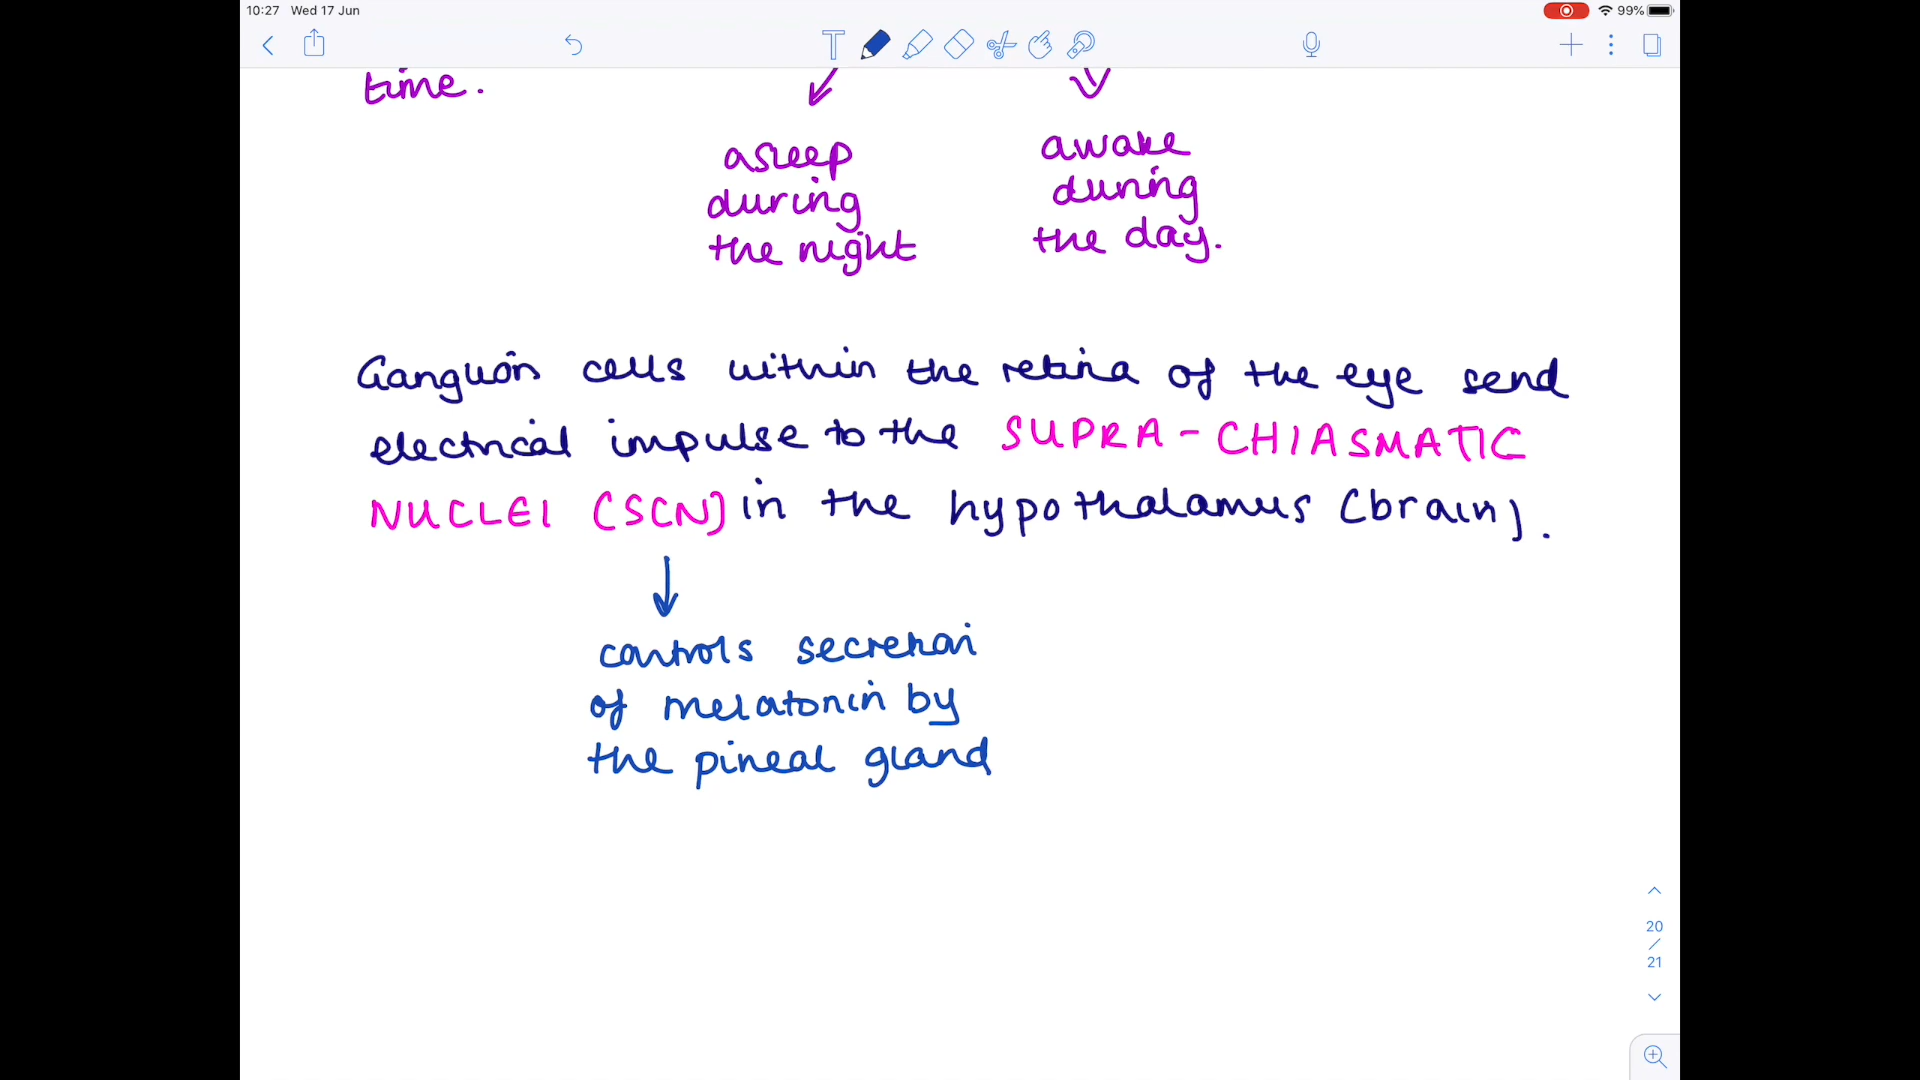 10:27 Wed 17 Jun
99%
T
time.
asleep
during
the night
awake
during
the day.
Ganglion cells within the retina of the eye send
electrical impulse to the SUPRA-CHIASMATIC
NUCLEI (SCN) in the hypothalamus (brain).
controls secretion
of melatonin by
the pineal gland
20
/
21